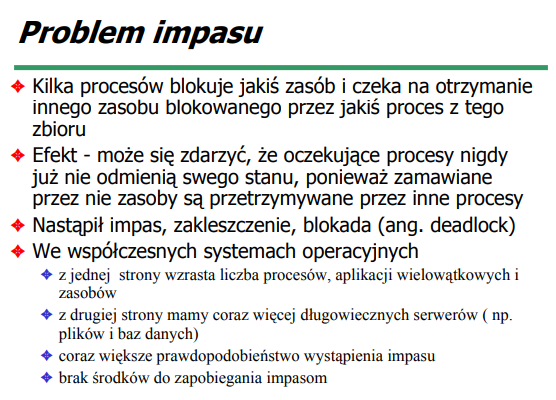 Problem impasu
Kilka procesów blokuje jakiś zasób i czeka na otrzymanie
innego zasobu blokowanego przez jakiś proces z tego
zbioru
Efekt - może się zdarzyć, że oczekujące procesy nigdy
już nie odmienią swego stanu, ponieważ zamawiane
przez nie zasoby są przetrzymywane przez inne procesy
Nastąpił impas, zakleszczenie, blokada (ang. deadlock)
We współczesnych systemach operacyjnych
z jednej strony wzrasta liczba procesów, aplikacji wielowątkowych i
zasobów
z drugiej strony mamy coraz więcej długowiecznych serwerów ( np.
plików i baz danych)
coraz większe prawdopodobieństwo wystąpienia impasu
brak środków do zapobiegania impasom